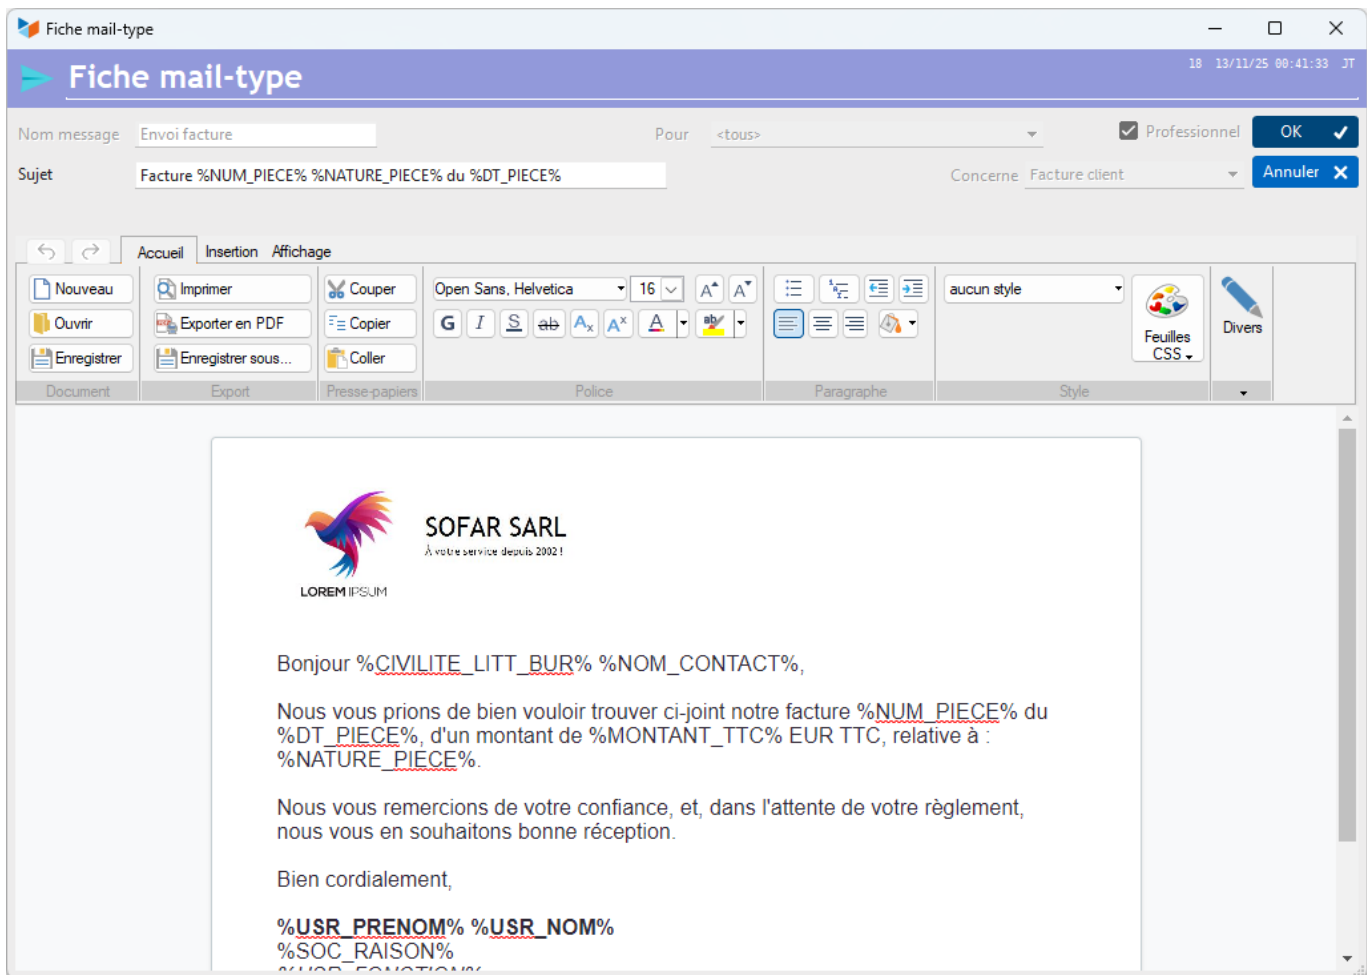 Fiche mail-type
Fiche mail-type
18 13/11/25 00:41:33 JT
Nom message Envoi facture Pour <tous> Professionnel OK
Sujet Facture %NUM_PIECE% %NATURE_PIECE% du %DT_PIECE% Concerne Facture client Annuler
Accueil Insertion Affichage
Nouveau Imprimer Couper Open Sans, Helvetica 16 aucun style
Ouvrir Exporter en PDF Copier G I S ab Divers
Enregistrer Enregistrer sous... Coller Feuilles CSS
Document Export Presse-papiers Police Paragraphe Style
SOFAR SARL
À votre service depuis 2002 !
LOREM IPSUM
Bonjour %CIVILITE_LITT_BUR% %NOM_CONTACT%,
Nous vous prions de bien vouloir trouver ci-joint notre facture %NUM_PIECE% du
%DT_PIECE%, d'un montant de %MONTANT_TTC% EUR TTC, relative à :
%NATURE_PIECE%.
Nous vous remercions de votre confiance, et, dans l'attente de votre règlement,
nous vous en souhaitons bonne réception.
Bien cordialement,
%USR_PRENOM% %USR_NOM%
%SOC_RAISON%
%USR_FONCTION%